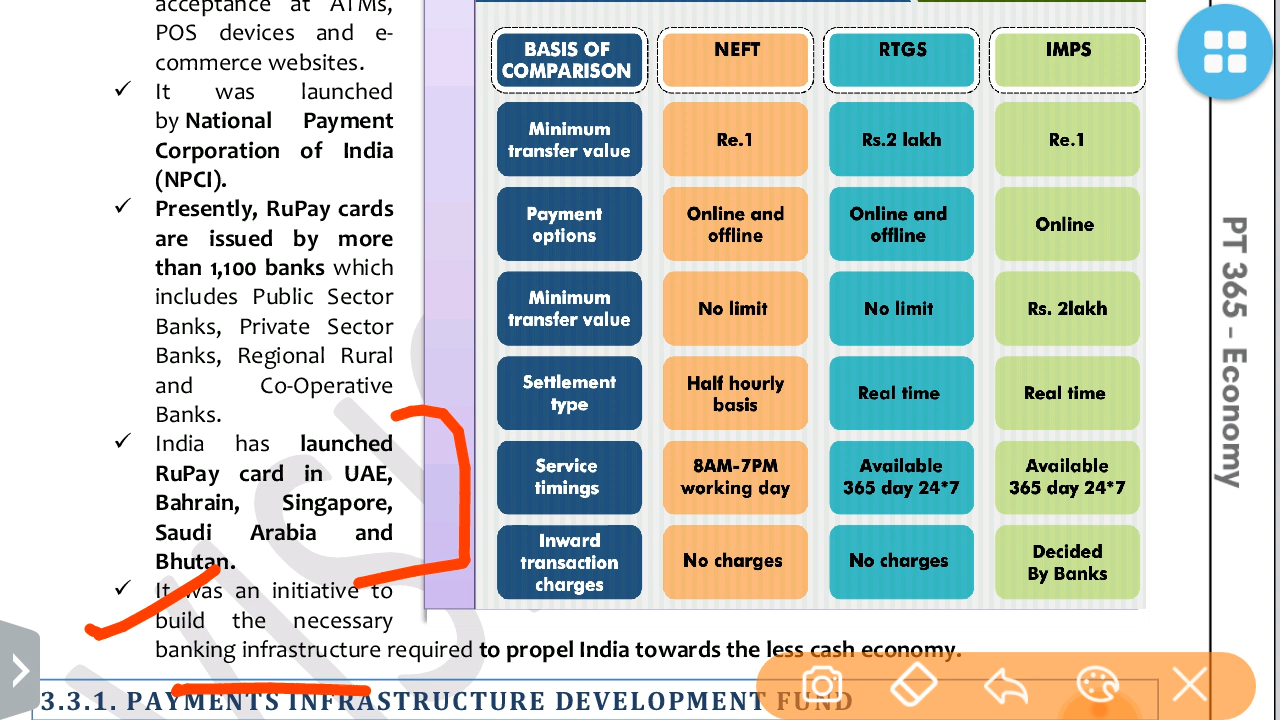 acceptance at ATMs,
POS devices and e-
commerce websites.
✓ It was launched
by National Payment
Corporation of India
(NPCI).
✓ Presently, RuPay cards
are issued by more
than 1,100 banks which
includes Public Sector
Banks, Private Sector
Banks, Regional Rural
and Co-Operative
Banks.
✓ India has launched
RuPay card in UAE,
Bahrain, Singapore,
Saudi Arabia and
Bhutan.
✓ It was an initiative to
build the necessary
banking infrastructure required to propel India towards the less cash economy.
BASIS OF
COMPARISON
NEFT
RTGS
IMPS
Minimum
transfer value
Re.1
Rs.2 lakh
Re.1
Payment
options
Online and
offline
Online and
offline
Online
Minimum
transfer value
No limit
No limit
Rs. 2lakh
Settlement
type
Half hourly
basis
Real time
Real time
Service
timings
8AM-7PM
working day
Available
365 day 24*7
Available
365 day 24*7
Inward
transaction
charges
No charges
No charges
Decided
By Banks
3.3.1. PAYMENTS INFRASTRUCTURE DEVELOPMENT FUND
PT 365 - Economy